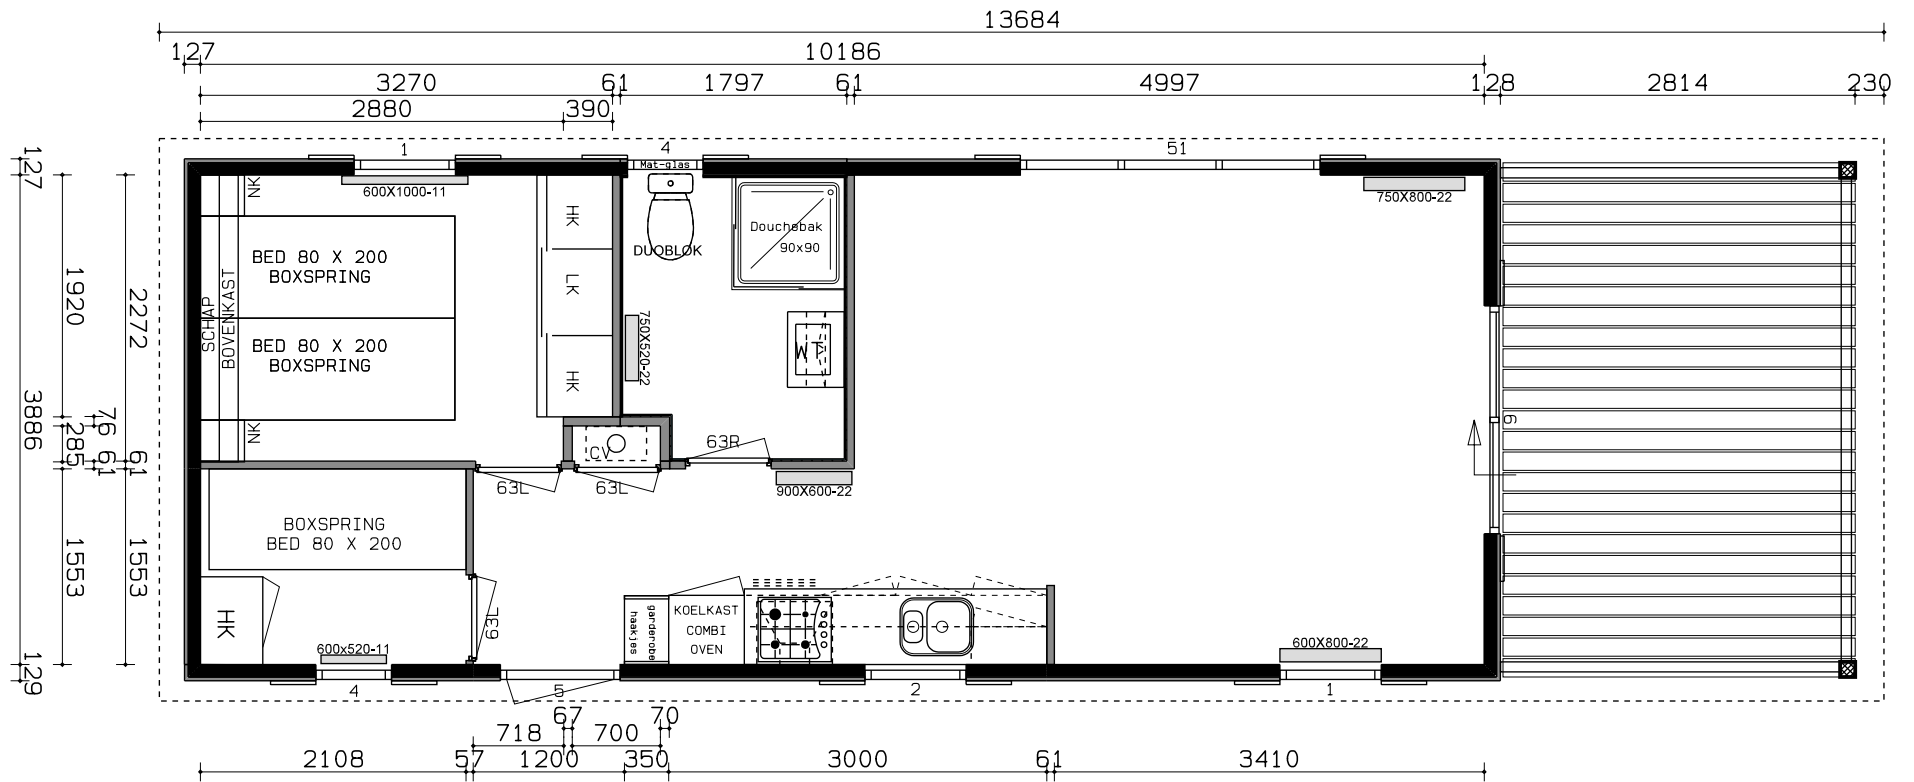 13684
127
10186
3270
61
1797
61
4997
128
2814
230
2880
390
1
4
51
Mat-glas
600X1000-11
750X800-22
127
1920
2272
3886
76
285
61
61
1553
1553
129
NK
HK
BED 80 X 200
BOXSPRING
SCHAP
BOVENKAST
LK
BED 80 X 200
BOXSPRING
HK
NK
DUOBLOK
Douchebak
90x90
750X520-22
WT
CV
63R
63L
63L
900X600-22
6
BOXSPRING
BED 80 X 200
HK
63L
600x520-11
garderobe
haakjes
KOELKAST
COMBI
OVEN
600X800-22
4
5
2
1
67
70
718
700
2108
57
1200
350
3000
61
3410